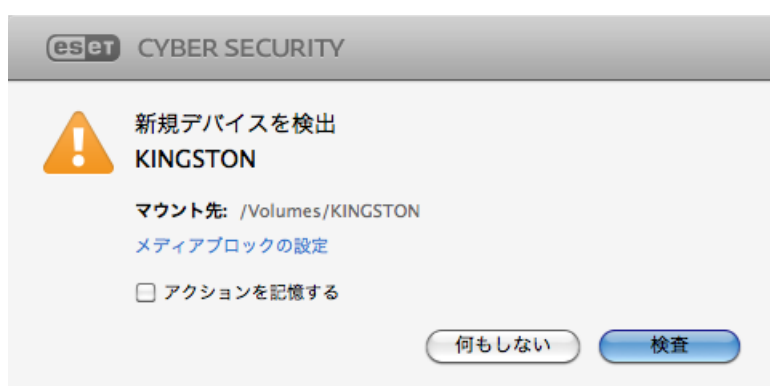 eset CYBER SECURITY
新規デバイスを検出
KINGSTON
マウント先: /Volumes/KINGSTON
メディアブロックの設定
アクションを記憶する
何もしない 検査